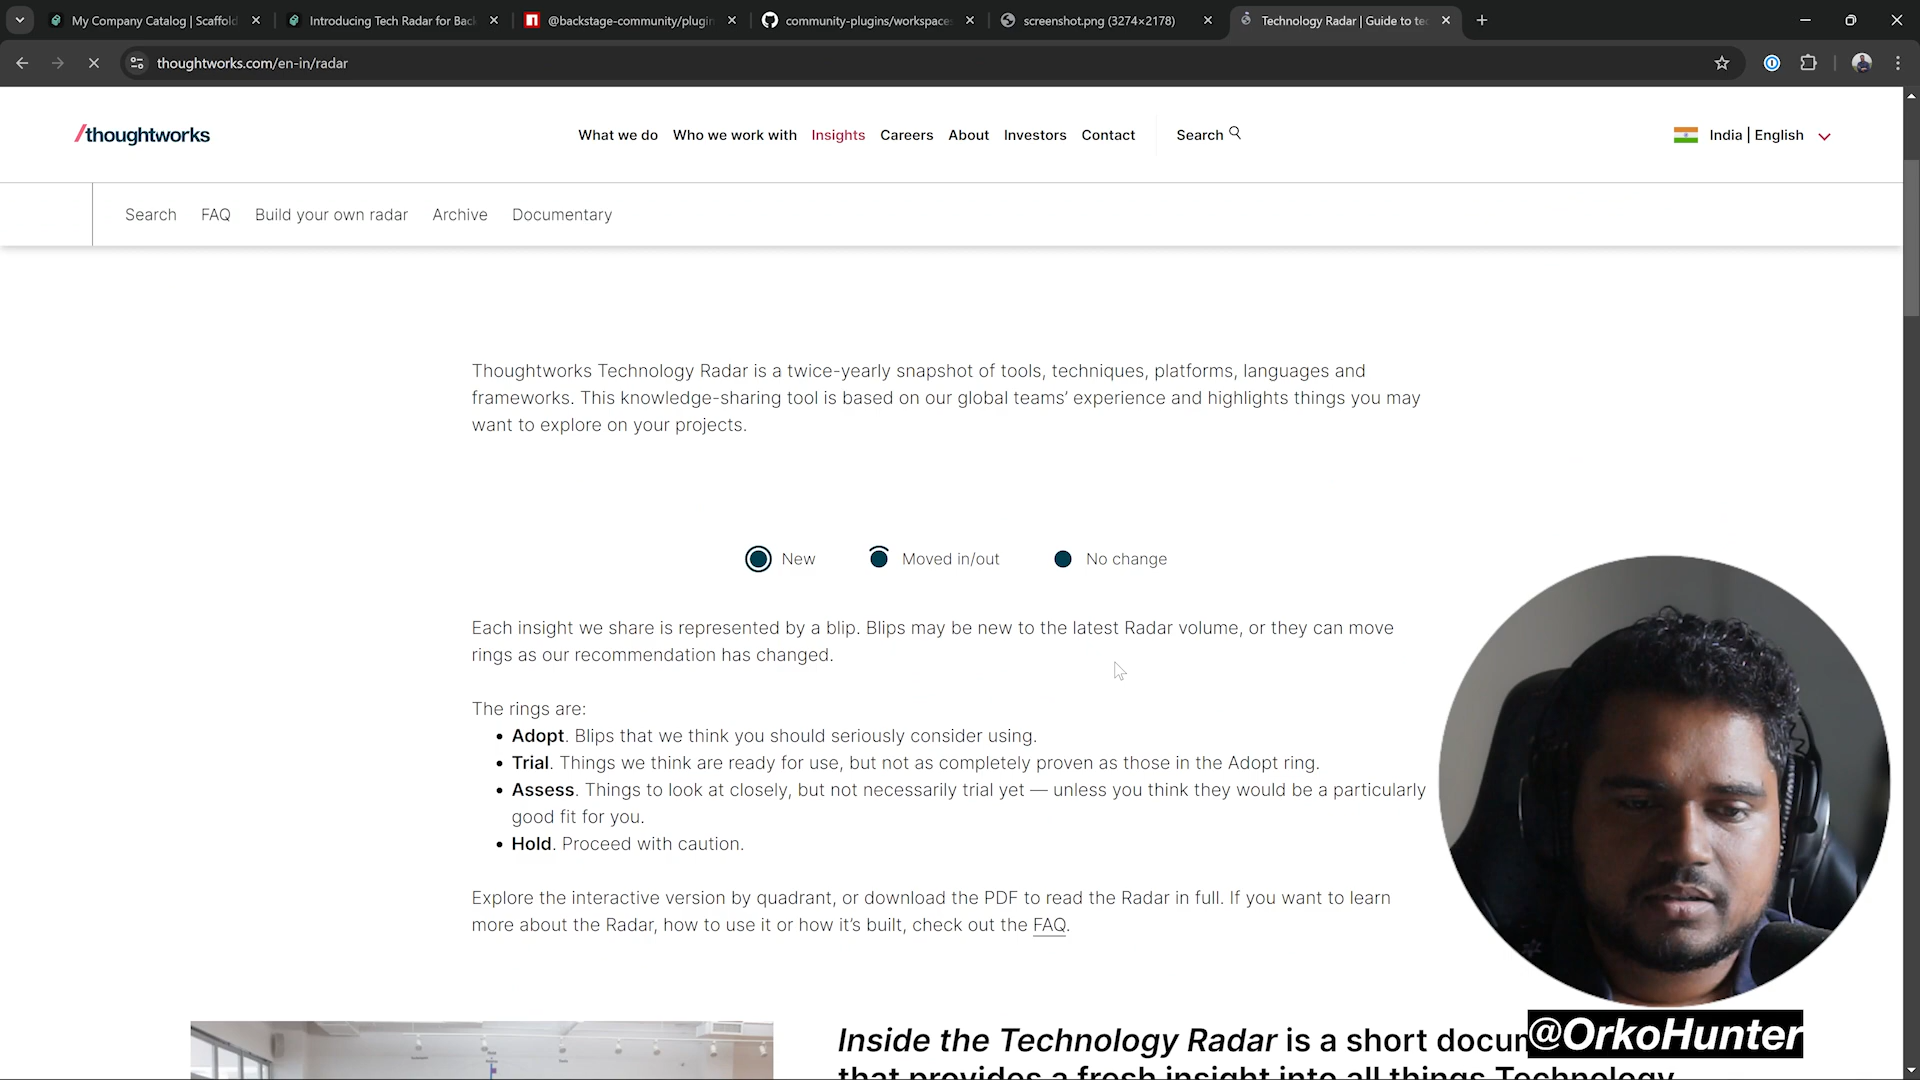 My Company Catalog | Scaffold
Introducing Tech Radar for Bac
@backstage-community/plugin
community-plugins/workspace
screenshot.png (3274×2178)
Technology Radar | Guide to te
thoughtworks.com/en-in/radar
/thoughtworks
What we do
Who we work with
Insights
Careers
About
Investors
Contact
Search
India | English
Search
FAQ
Build your own radar
Archive
Documentary
Thoughtworks Technology Radar is a twice-yearly snapshot of tools, techniques, platforms, languages and
frameworks. This knowledge-sharing tool is based on our global teams’ experience and highlights things you may
want to explore on your projects.
New
Moved in/out
No change
Each insight we share is represented by a blip. Blips may be new to the latest Radar volume, or they can move
rings as our recommendation has changed.
The rings are:
• Adopt. Blips that we think you should seriously consider using.
• Trial. Things we think are ready for use, but not as completely proven as those in the Adopt ring.
• Assess. Things to look at closely, but not necessarily trial yet — unless you think they would be a particularly
good fit for you.
• Hold. Proceed with caution.
Explore the interactive version by quadrant, or download the PDF to read the Radar in full. If you want to learn
more about the Radar, how to use it or how it’s built, check out the FAQ.
Inside the Technology Radar is a short docum
@OrkoHunter
that provides a fresh insight into all things Technology